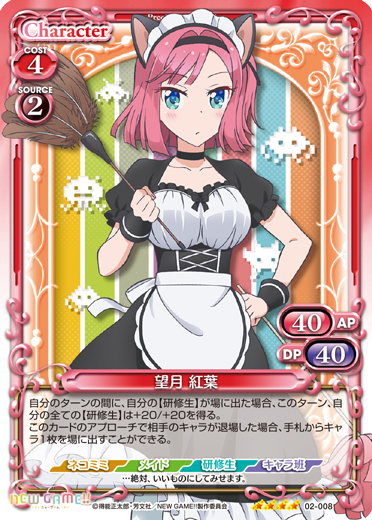 Character
COST
4
SOURCE
2
40 AP
DP 40
望月 紅葉
自分のターンの間に、自分の【研修生】が場に出た場合、このターン、自
分の全ての【研修生】は+20/+20を得る。
このカードのアプローチで相手のキャラが退場した場合、手札からキャ
ラ1枚を場に出すことができる。
ネコミミ メイド 研修生 キャラ班
…絶対、いいものにしてみせます。
NEW GAME!!
©得能正太郎・芳文社/NEW GAME!!製作委員会
02-008